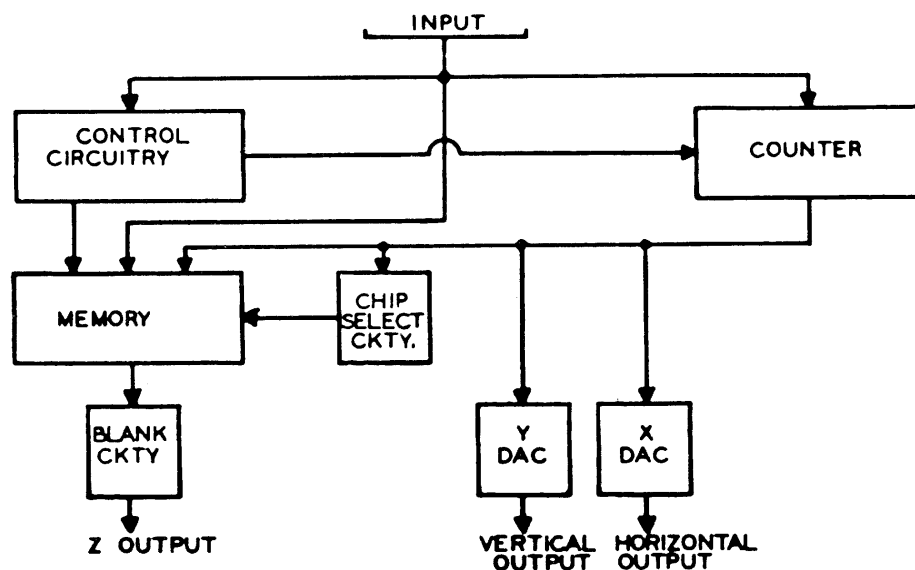 INPUT
CONTROL
CIRCUITRY
COUNTER
MEMORY
CHIP
SELECT
CKTY.
BLANK
CKTY
Y
DAC
X
DAC
Z OUTPUT
VERTICAL
OUTPUT
HORIZONTAL
OUTPUT